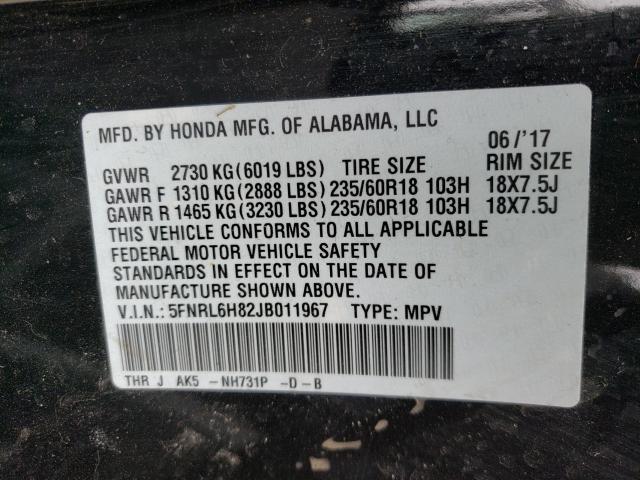 MFD. BY HONDA MFG. OF ALABAMA, LLC 06/'17
GVWR 2730 KG(6019 LBS) TIRE SIZE RIM SIZE
GAWR F 1310 KG(2888 LBS) 235/60R18 103H 18X7.5J
GAWR R 1465 KG(3230 LBS) 235/60R18 103H 18X7.5J
THIS VEHICLE CONFORMS TO ALL APPLICABLE
FEDERAL MOTOR VEHICLE SAFETY
STANDARDS IN EFFECT ON THE DATE OF
MANUFACTURE SHOWN ABOVE.
V.I.N.: 5FNRL6H82JB011967 TYPE: MPV
THR J AK5 -NH731P -D-B